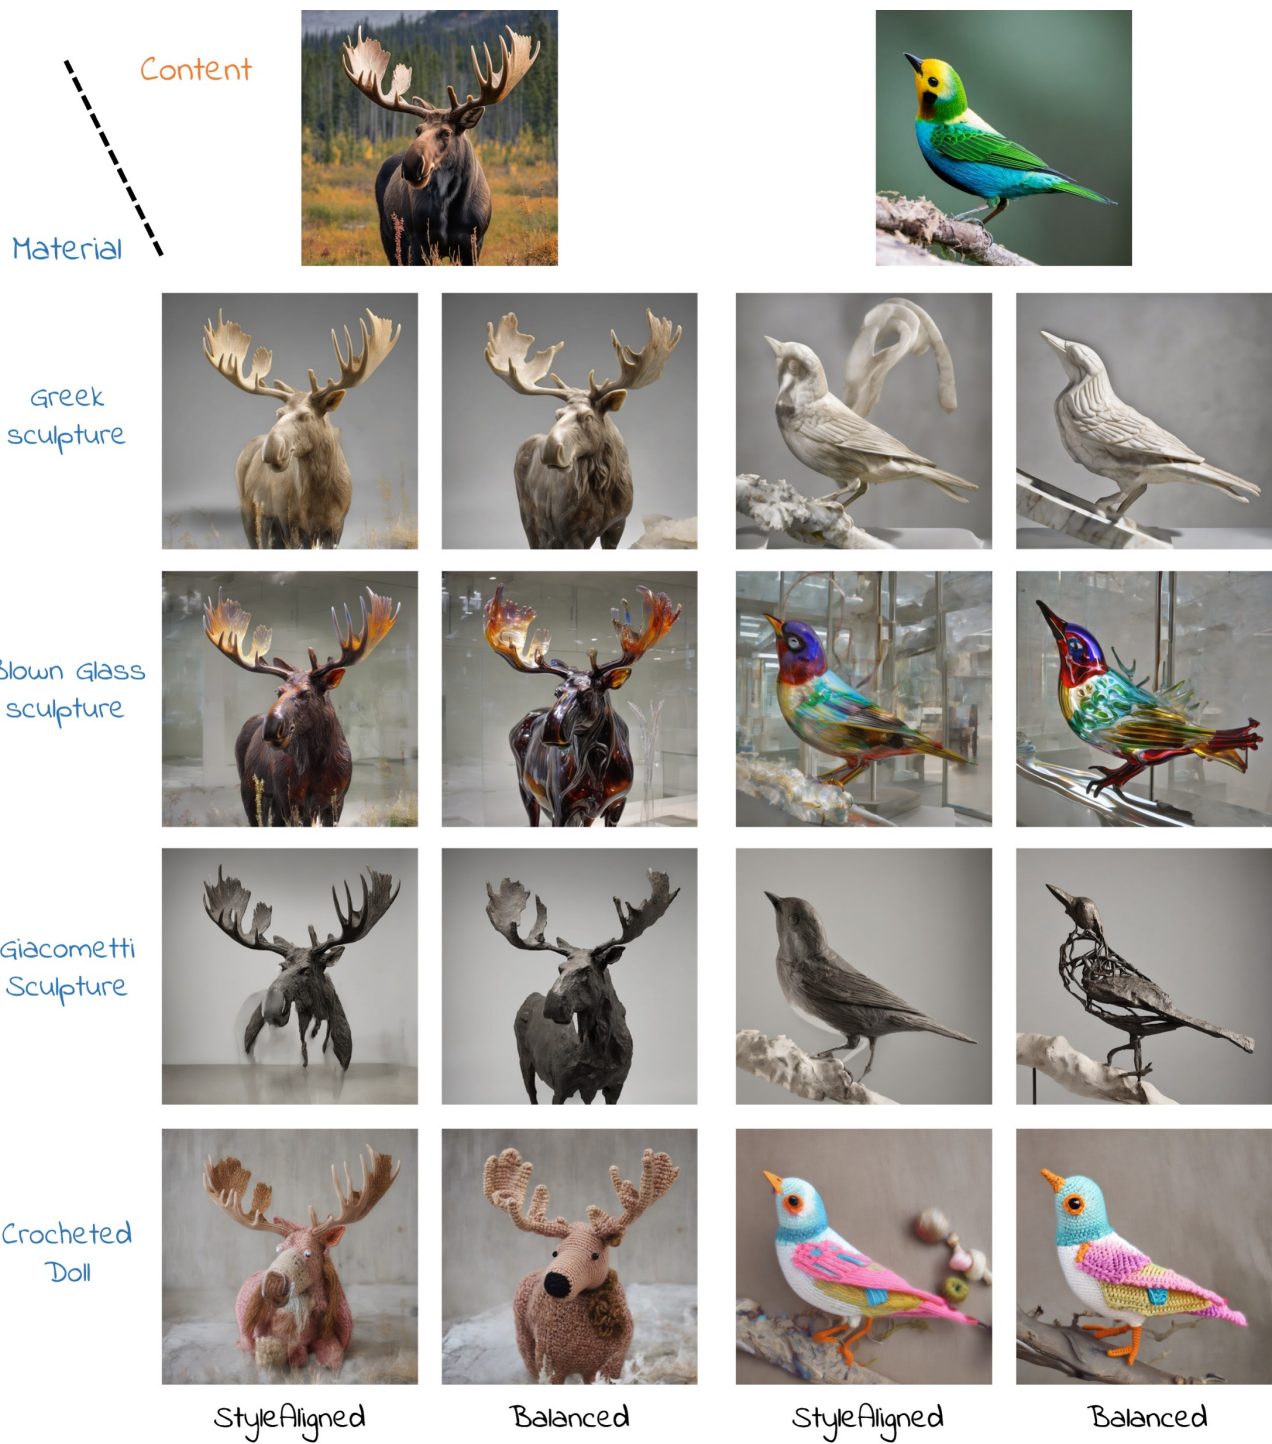 Content
Material
Greek
sculpture
Blown Glass
sculpture
Giacometti
Sculpture
Crocheted
Doll
StyleAligned
Balanced
StyleAligned
Balanced